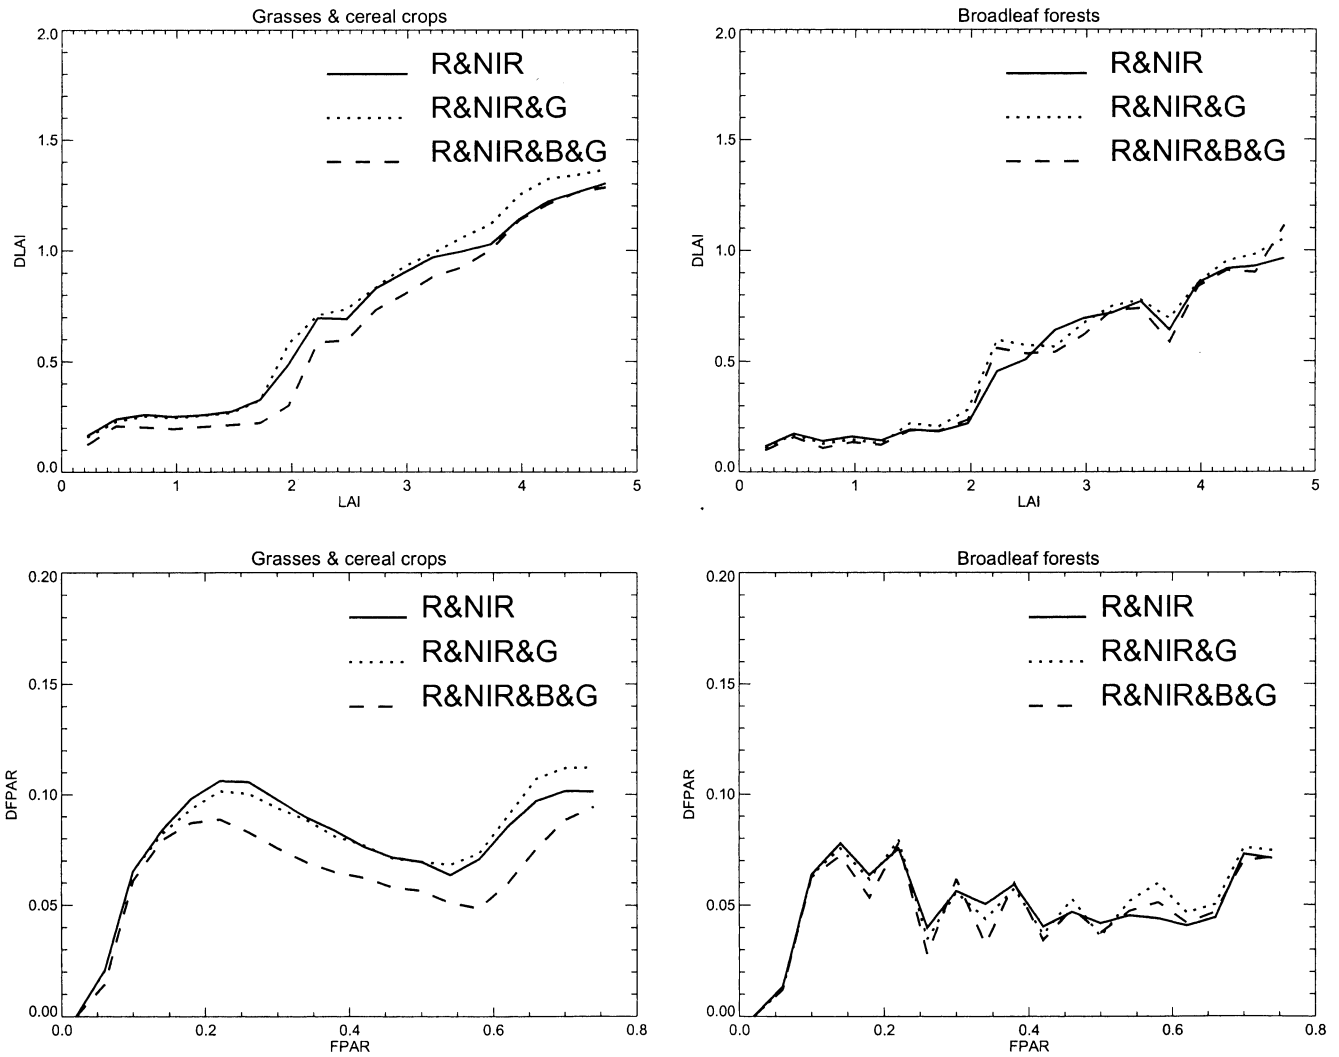 Grasses & cereal crops
2.0
1.5
1.0
0.5
0.0
DLAI
R&NIR
R&NIR&G
R&NIR&B&G
0 1 2 3 4 5
LAI
Broadleaf forests
2.0
1.5
1.0
0.5
0.0
DLAI
R&NIR
R&NIR&G
R&NIR&B&G
0 1 2 3 4 5
LAI
Grasses & cereal crops
0.20
0.15
0.10
0.05
0.00
DFPAR
R&NIR
R&NIR&G
R&NIR&B&G
0.0 0.2 0.4 0.6 0.8
FPAR
Broadleaf forests
0.20
0.15
0.10
0.05
0.00
DFPAR
R&NIR
R&NIR&G
R&NIR&B&G
0.0 0.2 0.4 0.6 0.8
FPAR